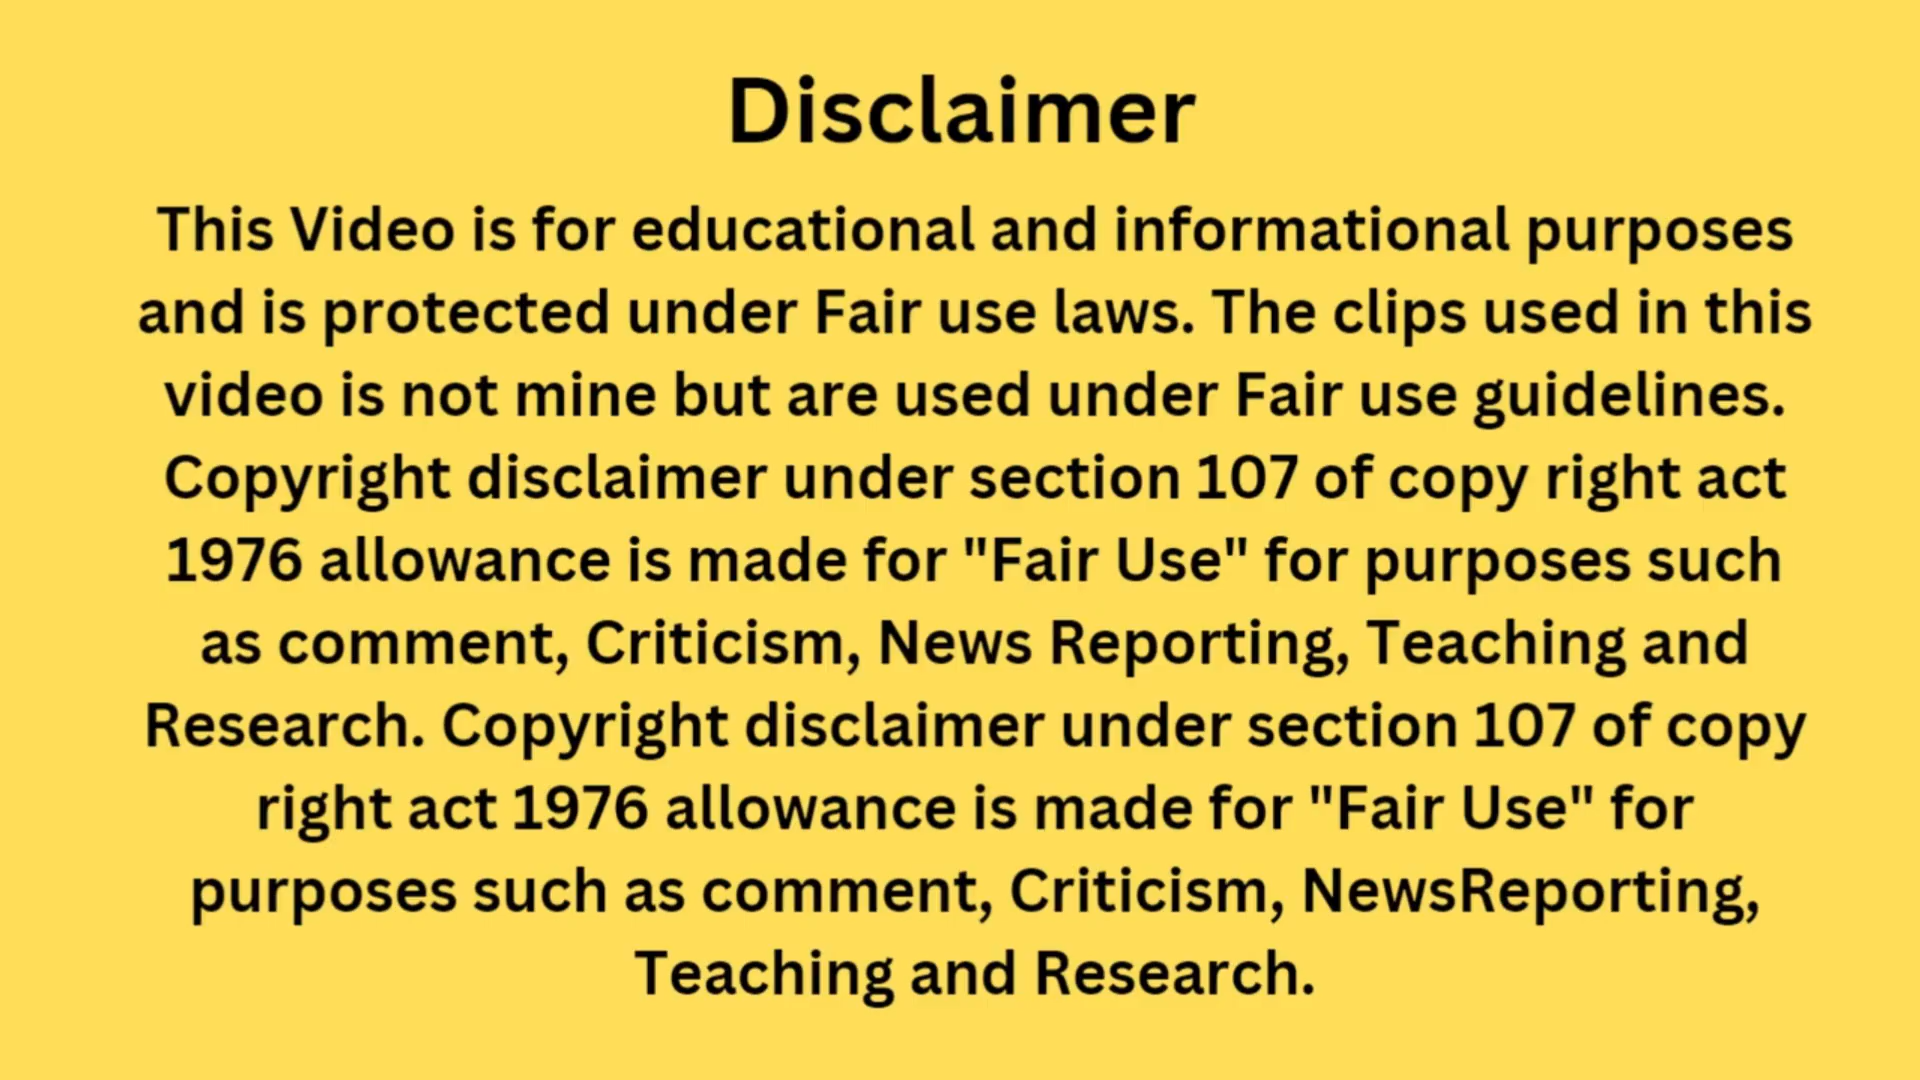 Disclaimer
This Video is for educational and informational purposes
and is protected under Fair use laws. The clips used in this
video is not mine but are used under Fair use guidelines.
Copyright disclaimer under section 107 of copy right act
1976 allowance is made for "Fair Use" for purposes such
as comment, Criticism, News Reporting, Teaching and
Research. Copyright disclaimer under section 107 of copy
right act 1976 allowance is made for "Fair Use" for
purposes such as comment, Criticism, NewsReporting,
Teaching and Research.